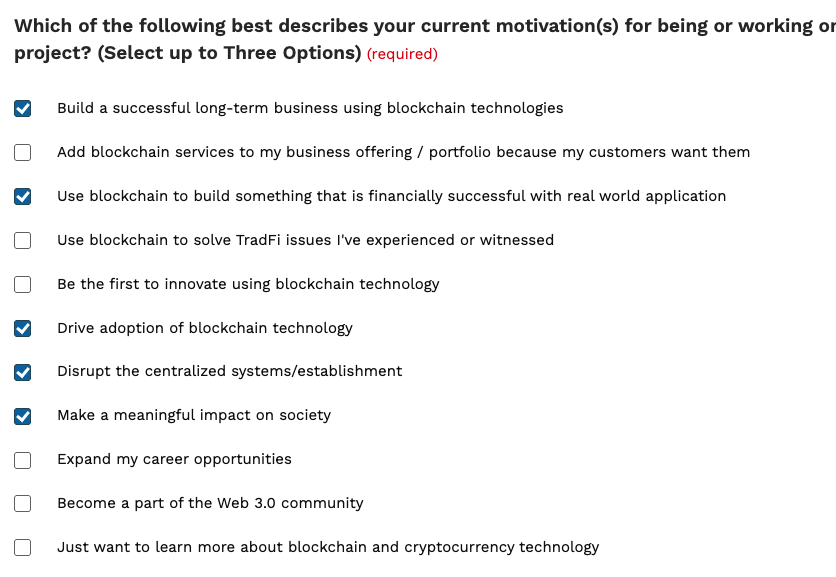 Which of the following best describes your current motivation(s) for being or working
project? (Select up to Three Options) (required)
Build a successful long-term business using blockchain technologies
Add blockchain services to my business offering / portfolio because my customers want them
Use blockchain to build something that is financially successful with real world application
Use blockchain to solve TradFi issues I've experienced or witnessed
Be the first to innovate using blockchain technology
Drive adoption of blockchain technology
Disrupt the centralized systems/establishment
Make a meaningful impact on society
Expand my career opportunities
Become a part of the Web 3.0 community
Just want to learn more about blockchain and cryptocurrency technology